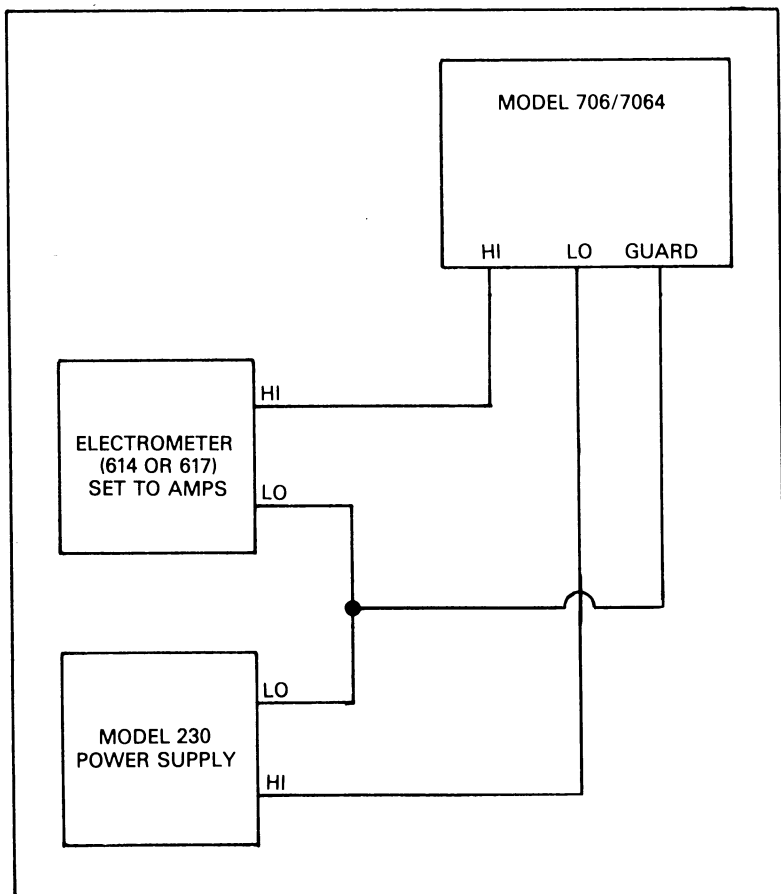 MODEL 706/7064
HI LO GUARD
HI
ELECTROMETER
(614 OR 617)
SET TO AMPS
LO
LO
MODEL 230
POWER SUPPLY
HI